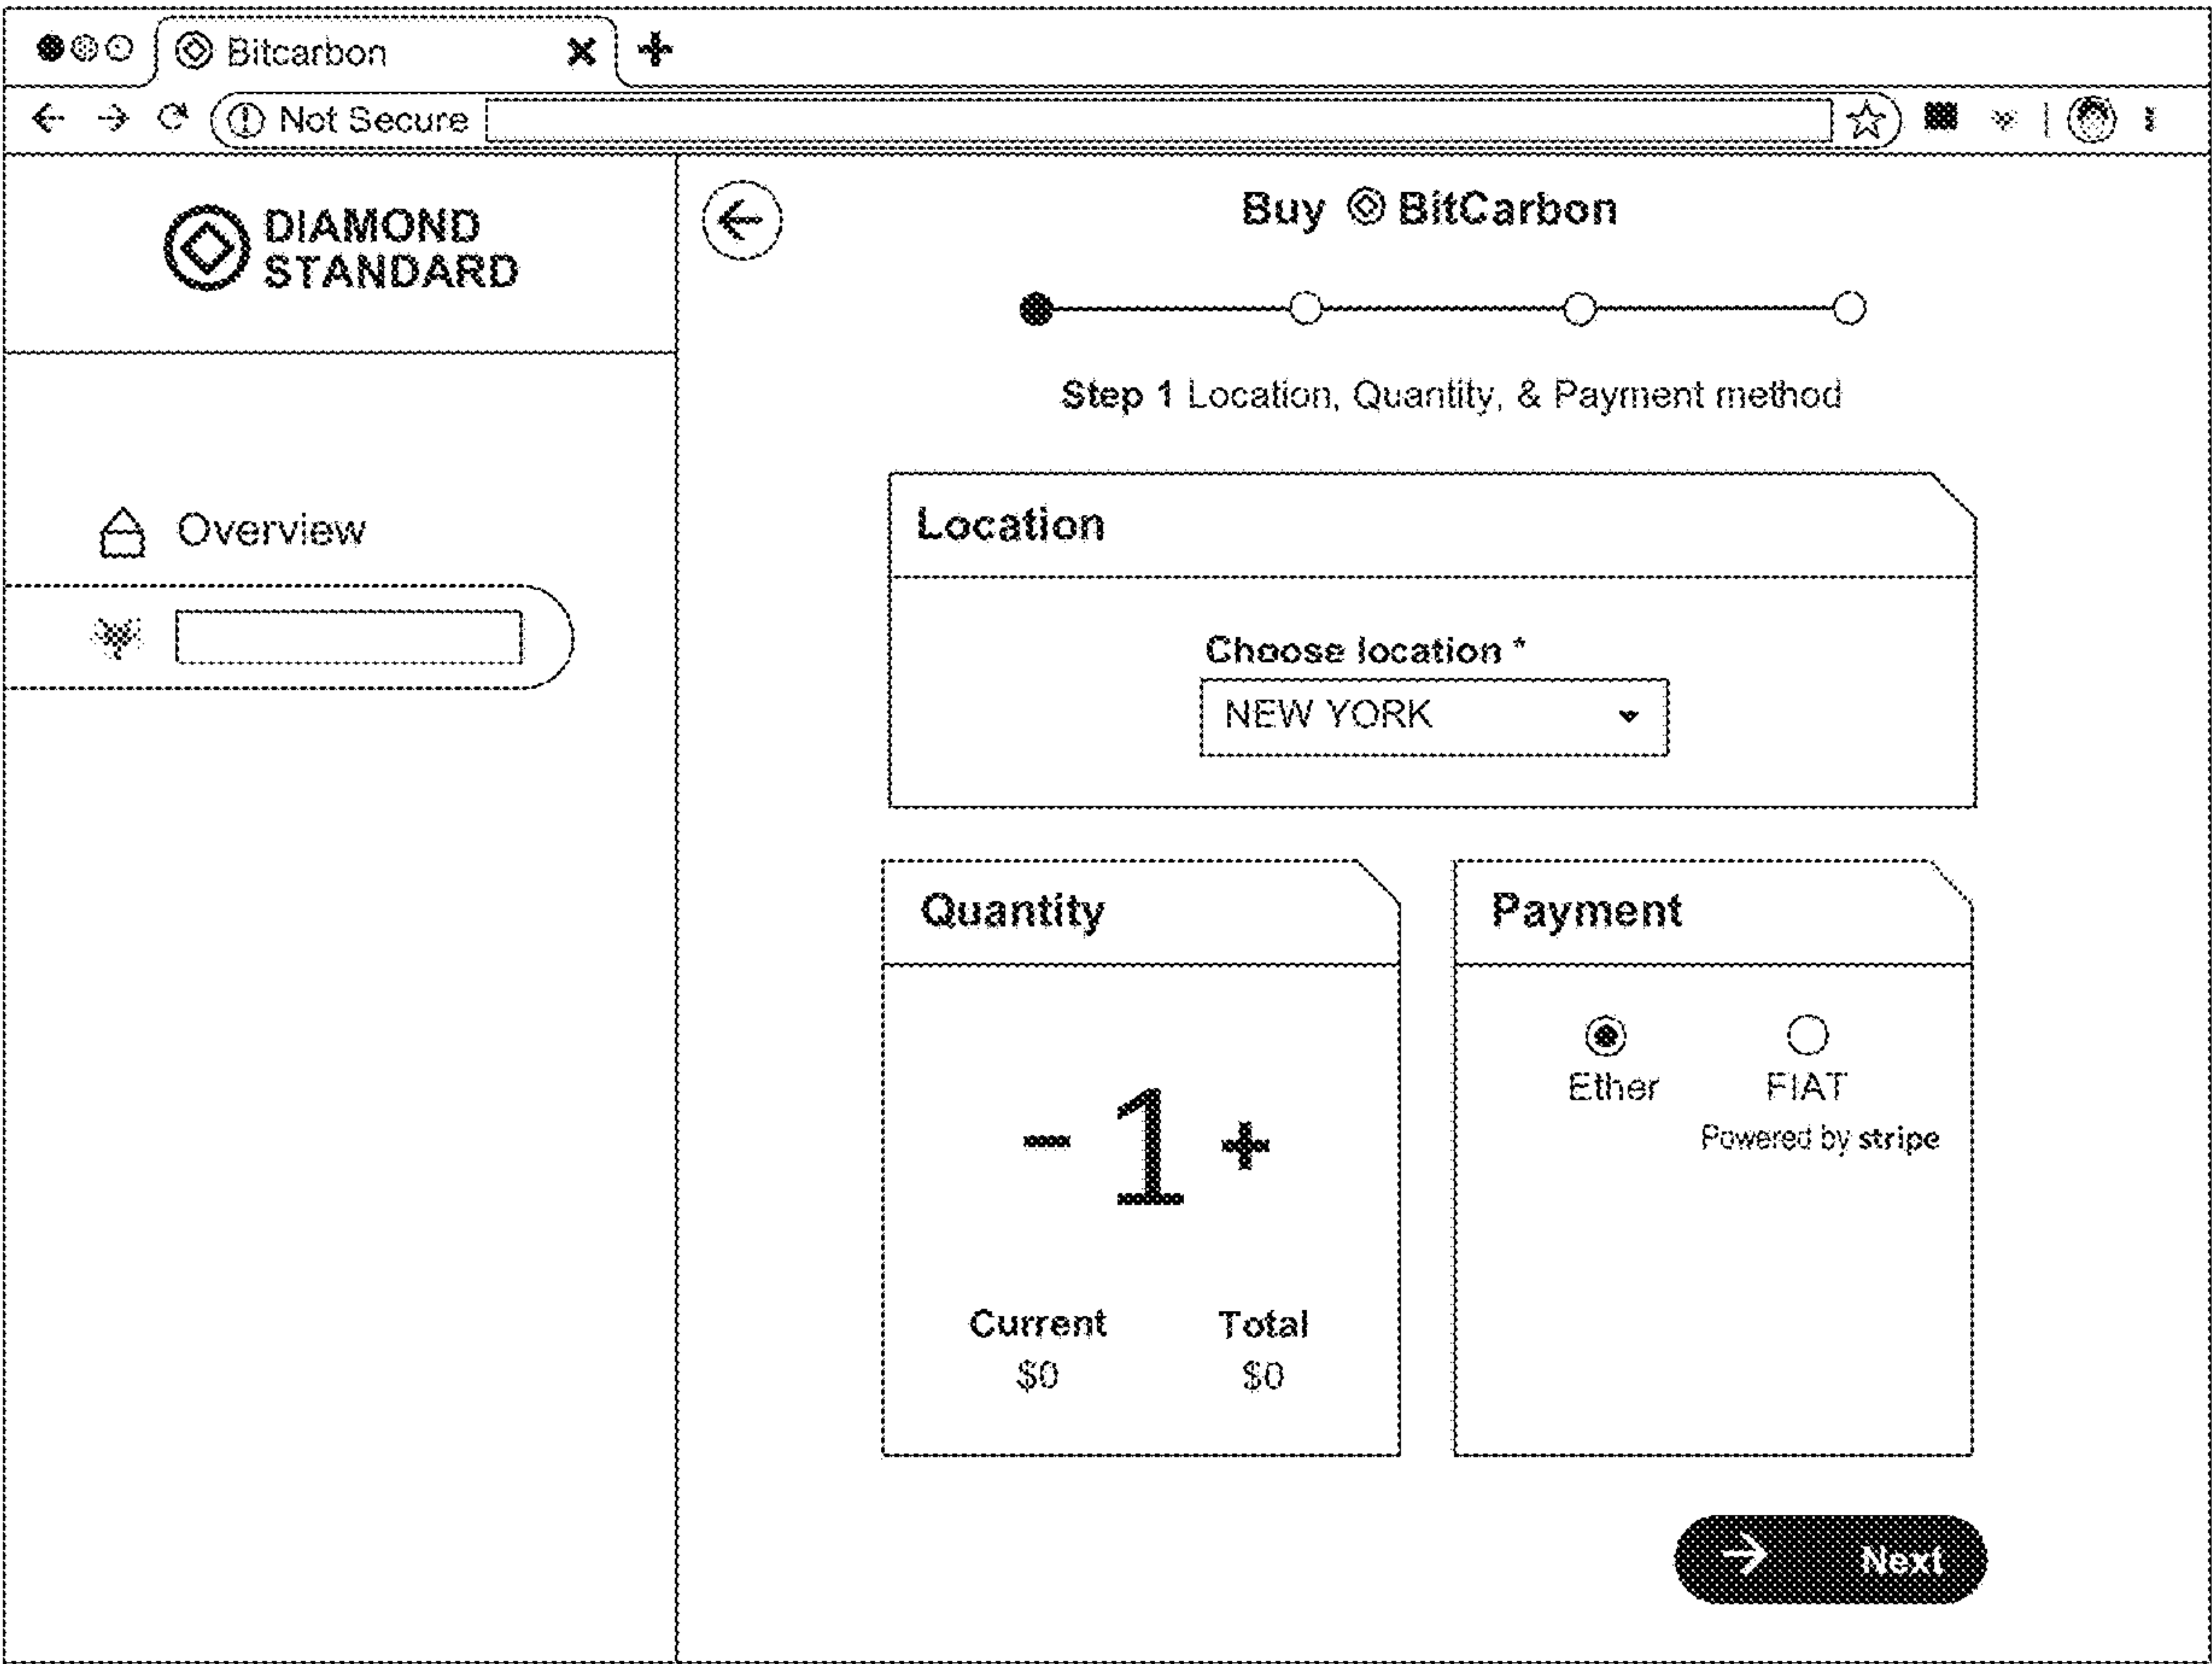 Bitcarbon
Not Secure
DIAMOND
STANDARD
Overview
Buy BitCarbon
Step 1 Location, Quantity, & Payment method
Location
Choose location *
NEW YORK
Quantity
1
Current Total
$0 $0
Payment
Ether FIAT
Powered by stripe
Next